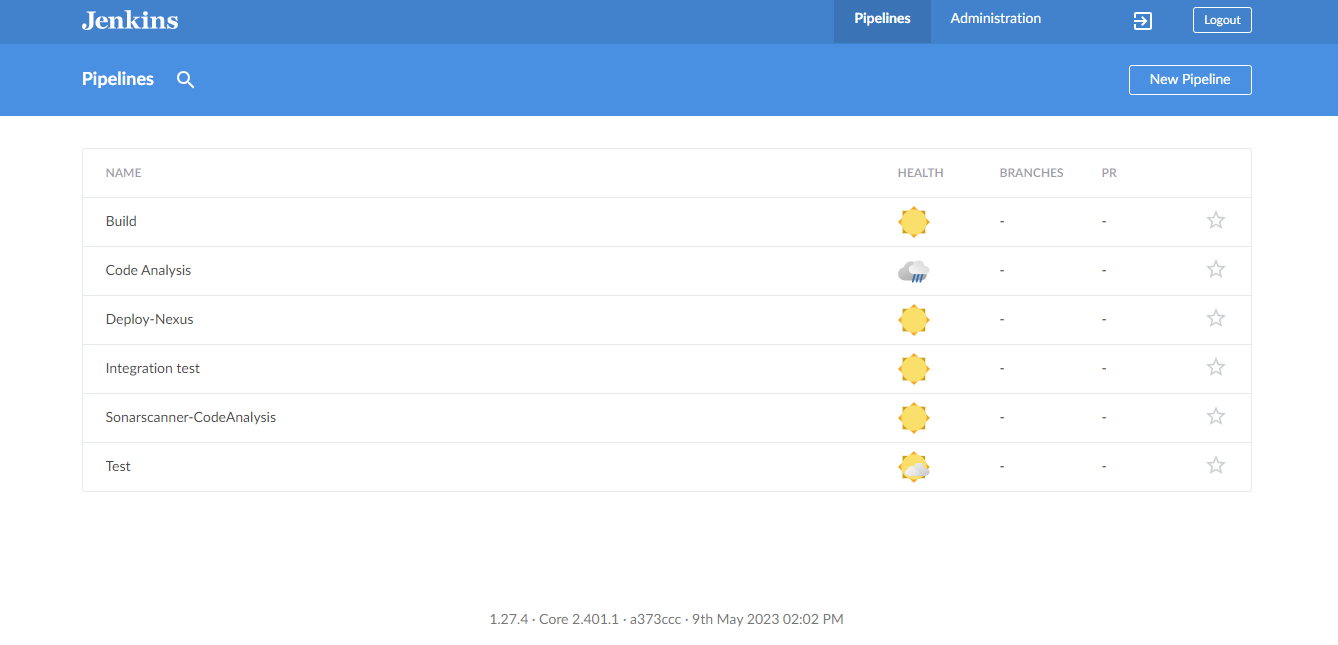 Jenkins
Pipelines Administration Logout
Pipelines New Pipeline
NAME HEALTH BRANCHES PR
Build - -
Code Analysis - -
Deploy-Nexus - -
Integration test - -
Sonarscanner-CodeAnalysis - -
Test - -
1.27.4 · Core 2.401.1 · a373ccc · 9th May 2023 02:02 PM